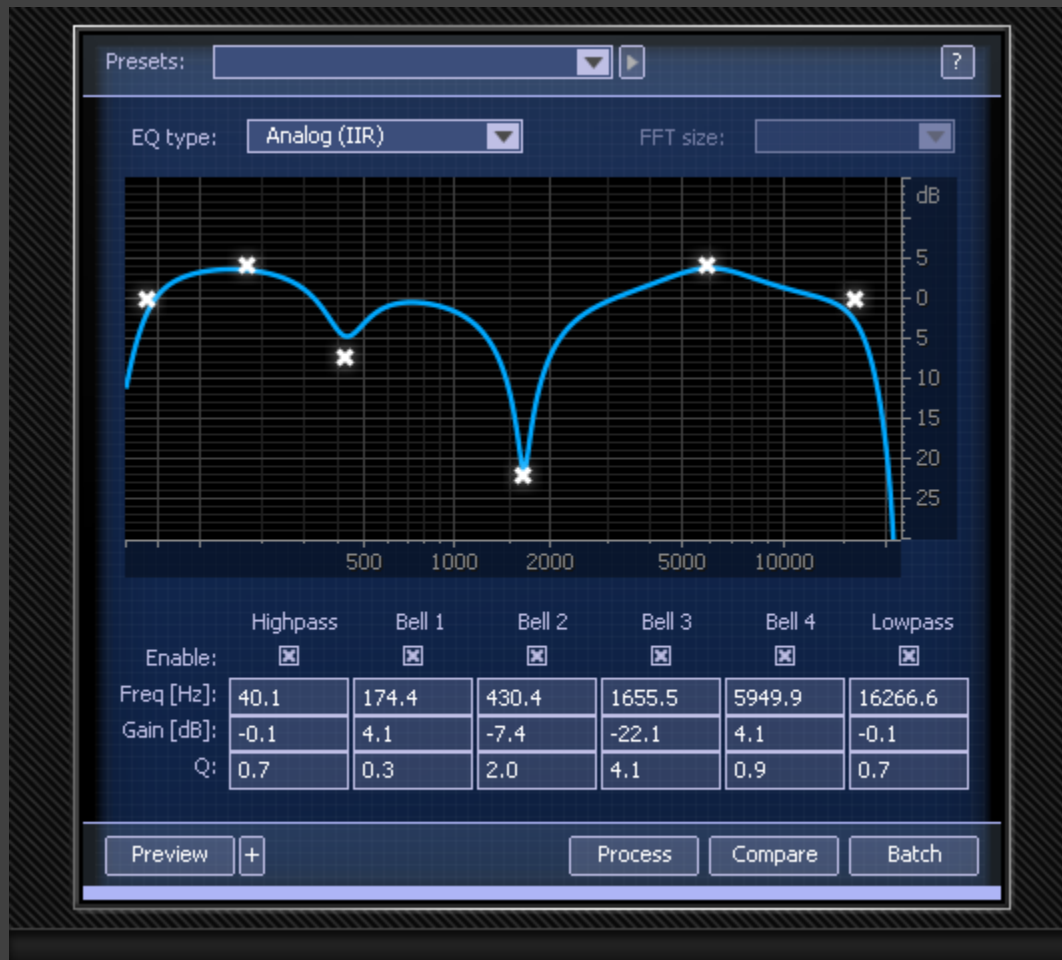 Presets:
?
EQ type: Analog (IIR) FFT size:
dB
5
0
5
10
15
20
25
500 1000 2000 5000 10000
Highpass Bell 1 Bell 2 Bell 3 Bell 4 Lowpass
Enable:
Freq [Hz]: 40.1 174.4 430.4 1655.5 5949.9 16266.6
Gain [dB]: -0.1 4.1 -7.4 -22.1 4.1 -0.1
Q: 0.7 0.3 2.0 4.1 0.9 0.7
Preview + Process Compare Batch